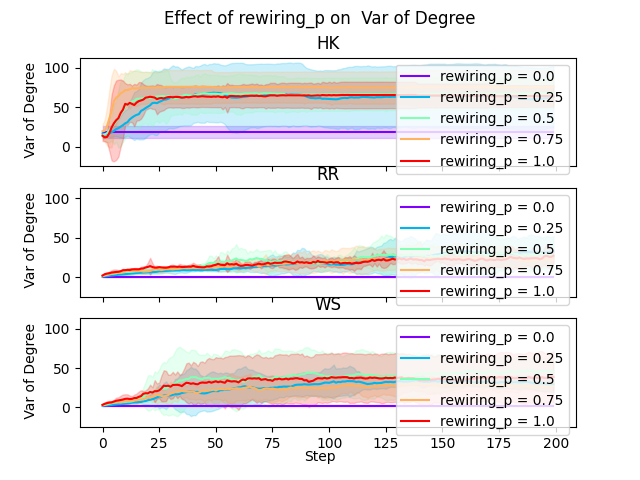 Effect of rewiring_p on  Var of Degree
HK
Var of Degree
100
50
0
rewiring_p = 0.0
rewiring_p = 0.25
rewiring_p = 0.5
rewiring_p = 0.75
rewiring_p = 1.0
RR
Var of Degree
100
50
0
rewiring_p = 0.0
rewiring_p = 0.25
rewiring_p = 0.5
rewiring_p = 0.75
rewiring_p = 1.0
WS
Var of Degree
100
50
0
rewiring_p = 0.0
rewiring_p = 0.25
rewiring_p = 0.5
rewiring_p = 0.75
rewiring_p = 1.0
0 25 50 75 100 125 150 175 200
Step